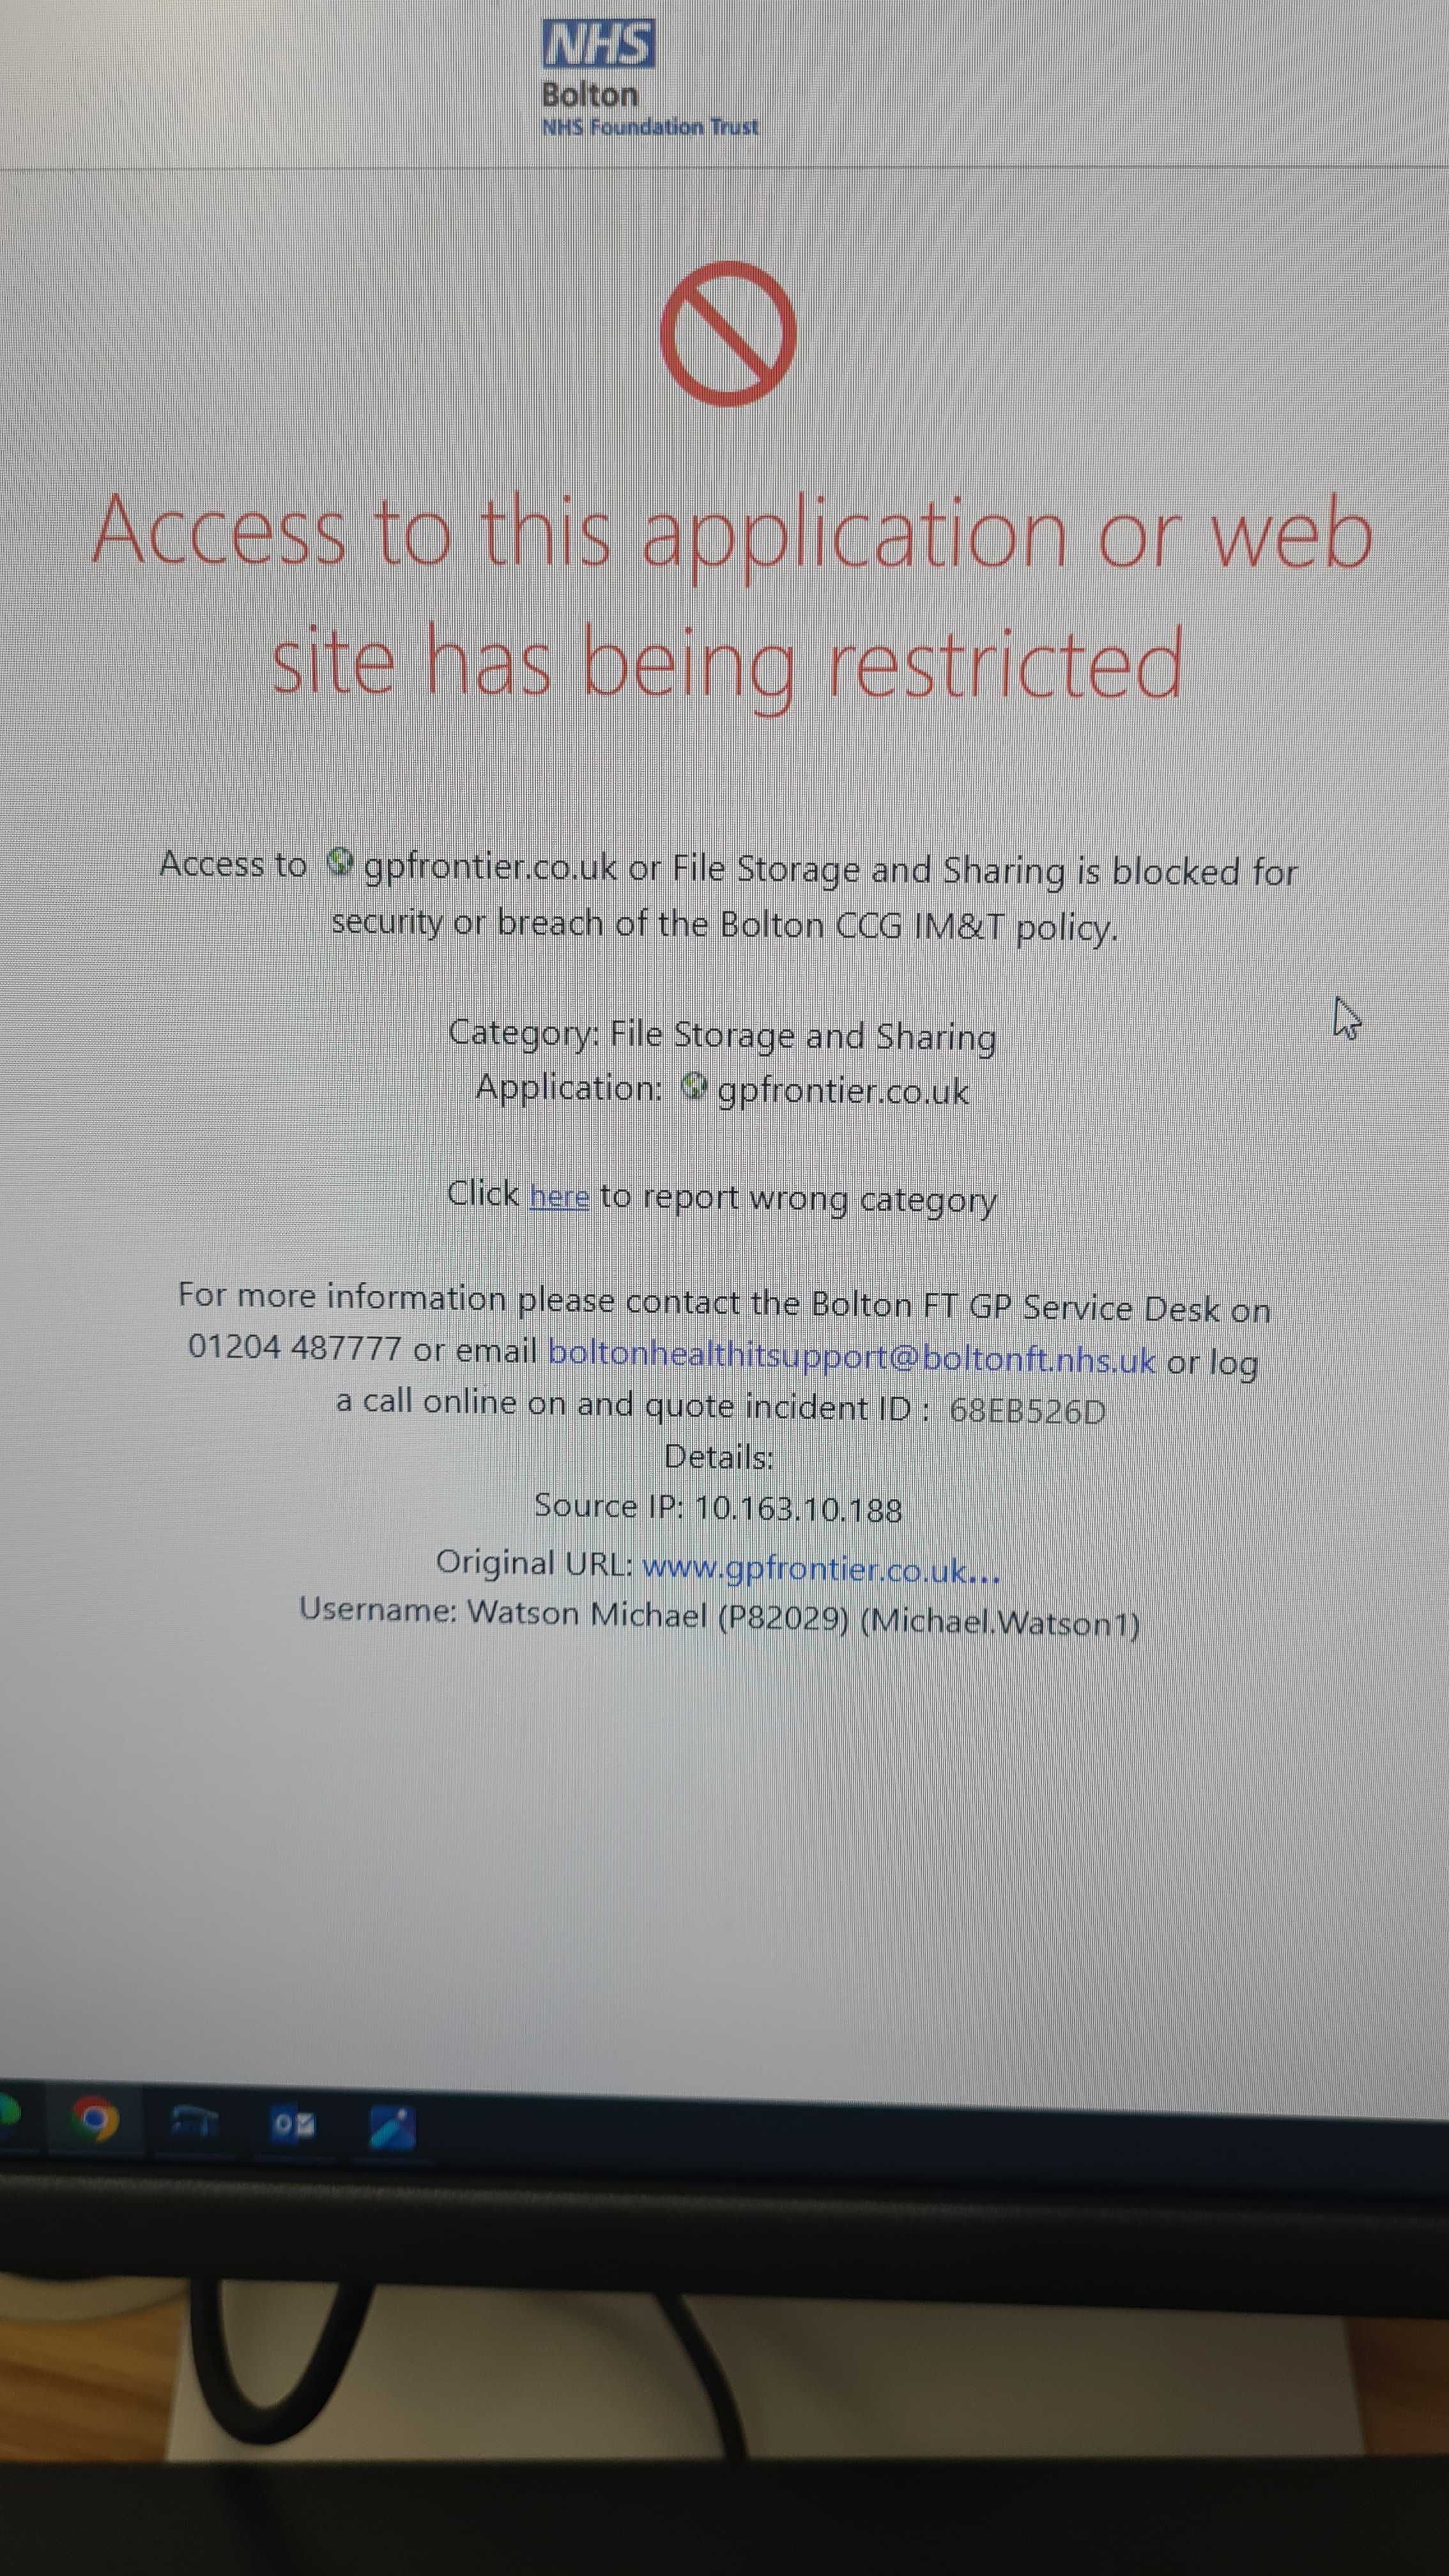 NHS
Bolton
NHS Foundation Trust
Access to this application or web
site has being restricted
Access to gpfrontier.co.uk or File Storage and Sharing is blocked for
security or breach of the Bolton CCG IM&T policy.
Category: File Storage and Sharing
Application: gpfrontier.co.uk
Click here to report wrong category
For more information please contact the Bolton FT GP Service Desk on
01204 487777 or email boltonhealthitsupport@boltonft.nhs.uk or log
a call online on and quote incident ID : 68EB526D
Details:
Source IP: 10.163.10.188
Original URL: www.gpfrontier.co.uk...
Username: Watson Michael (P82029) (Michael.Watson1)